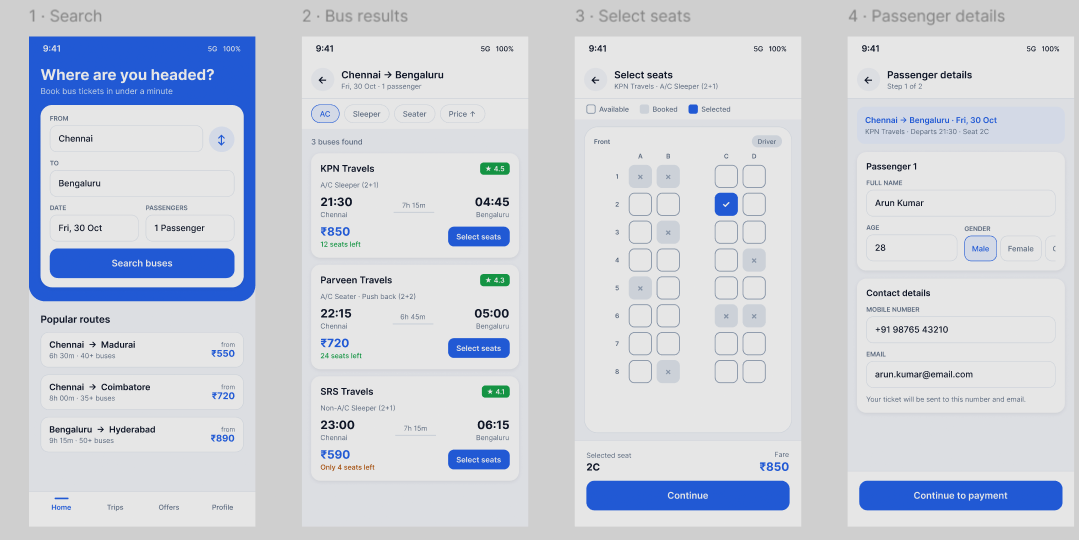 1 · Search
9:41
5G 100%
Where are you headed?
Book bus tickets in under a minute
FROM
Chennai
TO
Bengaluru
DATE
PASSENGERS
Fri, 30 Oct
1 Passenger
Search buses
Popular routes
Chennai → Madurai
6h 30m · 40+ buses
from
₹550
Chennai → Coimbatore
8h 00m · 35+ buses
from
₹720
Bengaluru → Hyderabad
9h 15m · 50+ buses
from
₹890
Home
Trips
Offers
Profile
2 · Bus results
9:41
5G 100%
←
Chennai → Bengaluru
Fri, 30 Oct · 1 passenger
AC
Sleeper
Seater
Price ↑
3 buses found
KPN Travels
★ 4.5
A/C Sleeper (2+1)
21:30
7h 15m
04:45
Chennai
Bengaluru
₹850
12 seats left
Select seats
Parveen Travels
★ 4.3
A/C Seater · Push back (2+2)
22:15
6h 45m
05:00
Chennai
Bengaluru
₹720
24 seats left
Select seats
SRS Travels
★ 4.1
Non-A/C Sleeper (2+1)
23:00
7h 15m
06:15
Chennai
Bengaluru
₹590
Only 4 seats left
Select seats
3 · Select seats
9:41
5G 100%
←
Select seats
KPN Travels · A/C Sleeper (2+1)
Available
Booked
Selected
Front
Driver
A B C D
1 × ×
2 ✓
3 ×
4 ×
5 ×
6 × ×
7
8 ×
Selected seat
Fare
2C
₹850
Continue
4 · Passenger details
9:41
5G 100%
←
Passenger details
Step 1 of 2
Chennai → Bengaluru · Fri, 30 Oct
KPN Travels · Departs 21:30 · Seat 2C
Passenger 1
FULL NAME
Arun Kumar
AGE
GENDER
28
Male
Female
Contact details
MOBILE NUMBER
+91 98765 43210
EMAIL
arun.kumar@email.com
Your ticket will be sent to this number and email.
Continue to payment